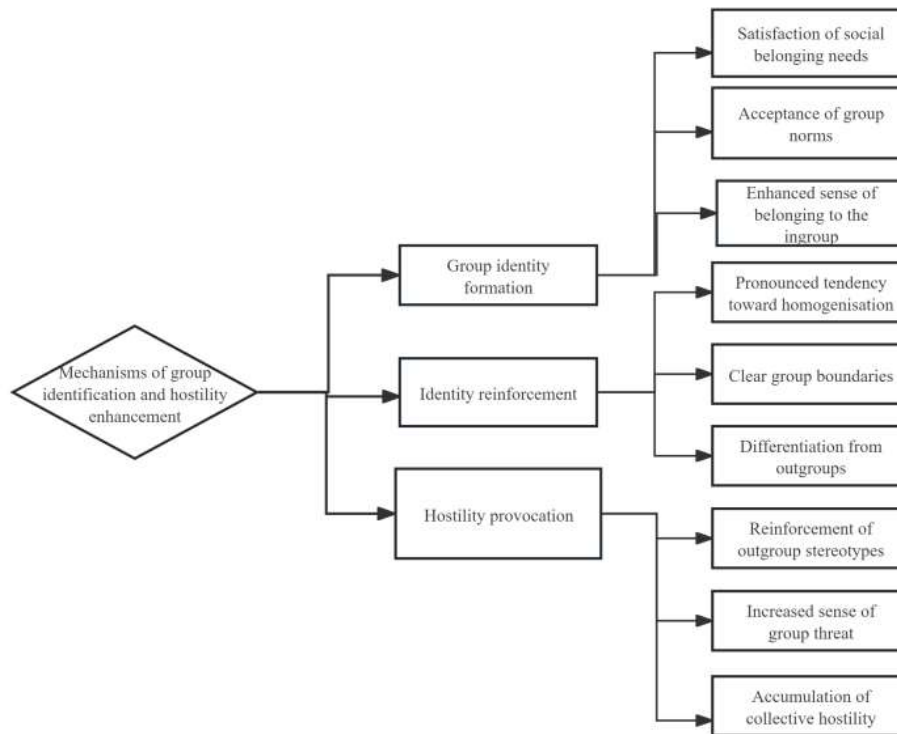 Mechanisms of group
identification and hostility
enhancement
Group identity
formation
Identity reinforcement
Hostility provocation
Satisfaction of social
belonging needs
Acceptance of group
norms
Enhanced sense of
belonging to the
ingroup
Pronounced tendency
toward homogenisation
Clear group boundaries
Differentiation from
outgroups
Reinforcement of
outgroup stereotypes
Increased sense of
group threat
Accumulation of
collective hostility